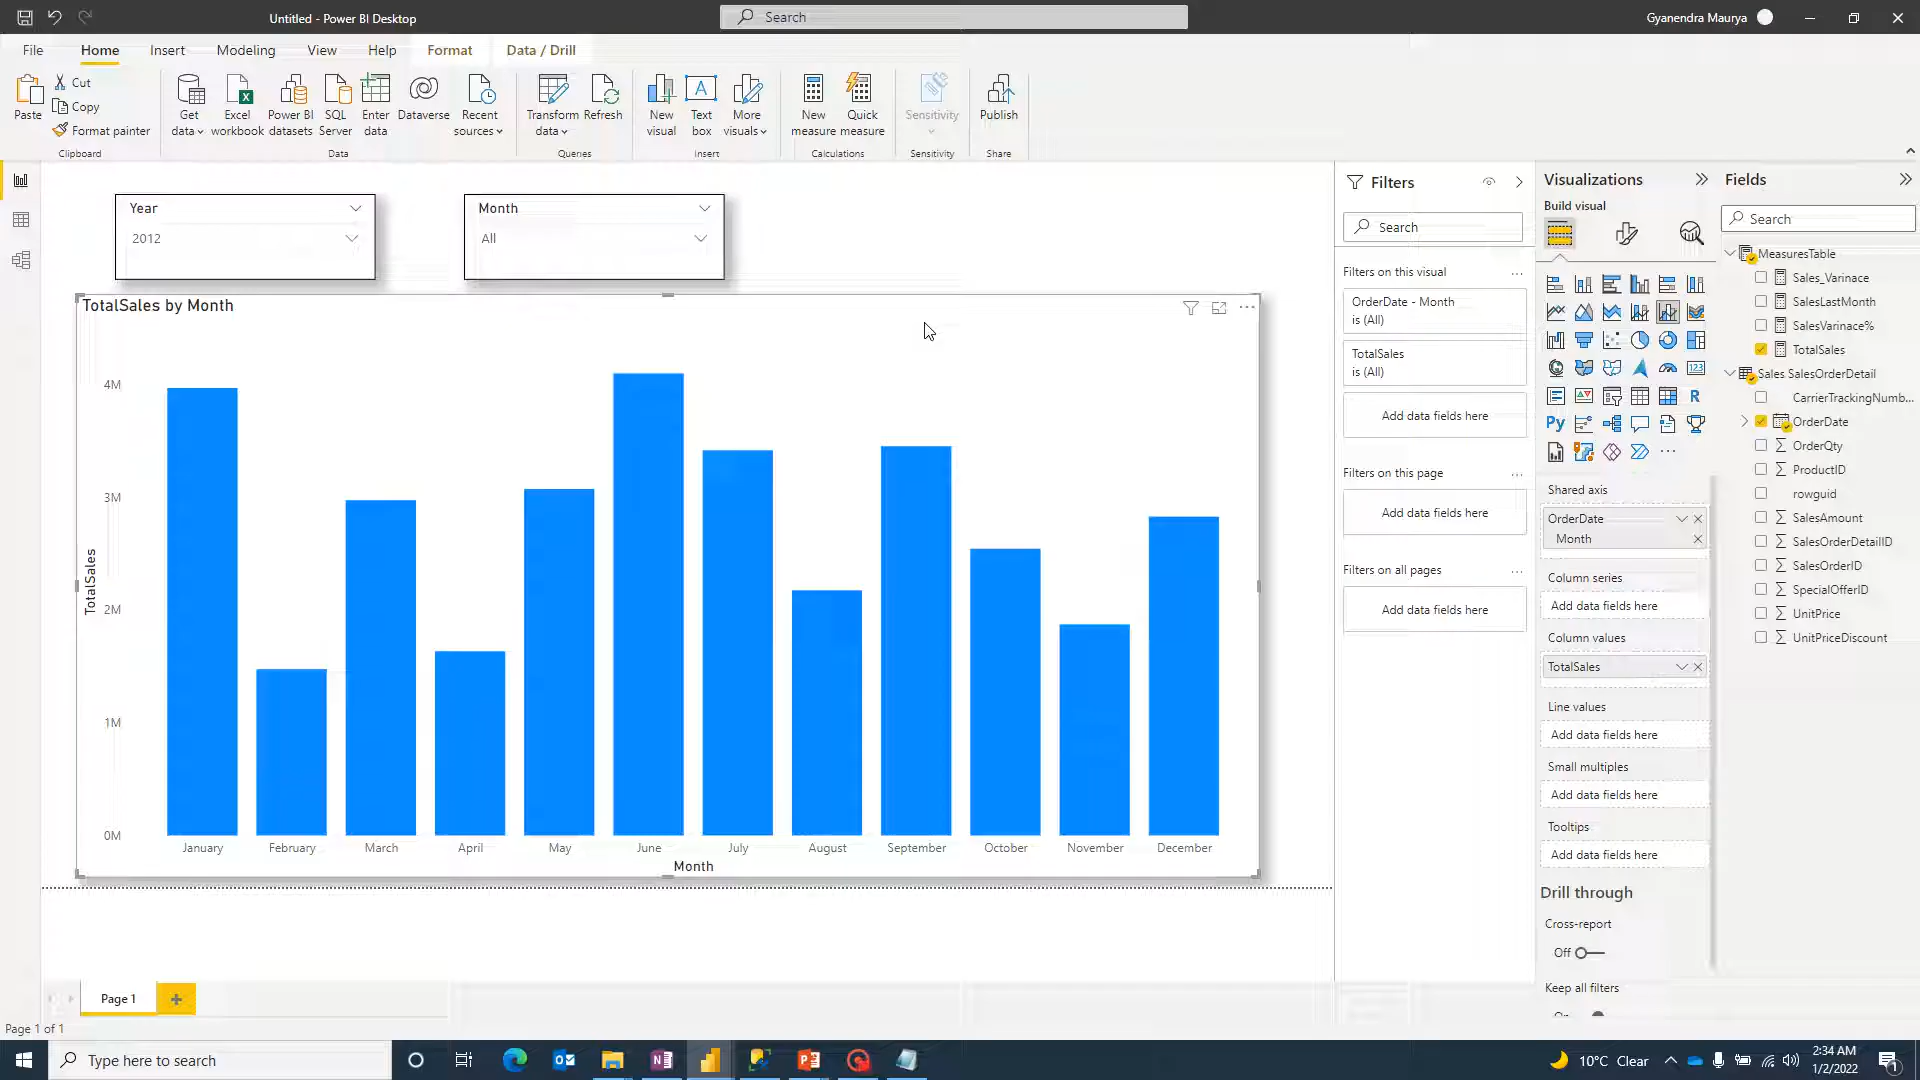 Untitled - Power BI Desktop
Search
Gyanendra Maurya
File
Home
Insert
Modeling
View
Help
Format
Data / Drill
Paste
Cut
Copy
Format painter
Clipboard
Get data
Excel workbook
Power BI datasets
SQL Server
Enter data
Dataverse
Recent sources
Data
Transform data
Refresh
Queries
New visual
Text box
More visuals
Insert
New measure
Quick measure
Calculations
Sensitivity
Sensitivity
Publish
Share
Year
2012
Month
All
TotalSales by Month
TotalSales
4M
3M
2M
1M
0M
January
February
March
April
May
June
July
August
September
October
November
December
Month
Filters
Search
Filters on this visual
OrderDate - Month
is (All)
TotalSales
is (All)
Add data fields here
Filters on this page
Add data fields here
Filters on all pages
Add data fields here
Visualizations
Build visual
123
R
Py
Shared axis
OrderDate
Month
Column series
Add data fields here
Column values
TotalSales
Line values
Add data fields here
Small multiples
Add data fields here
Tooltips
Add data fields here
Drill through
Cross-report
Off
Keep all filters
Fields
Search
MeasuresTable
Sales_Varinace
SalesLastMonth
SalesVarinace%
TotalSales
Sales SalesOrderDetail
CarrierTrackingNumb...
OrderDate
OrderQty
ProductID
rowguid
SalesAmount
SalesOrderDetailID
SalesOrderID
SpecialOfferID
UnitPrice
UnitPriceDiscount
Page 1
Page 1 of 1
Type here to search
10°C Clear
2:34 AM
1/2/2022
1